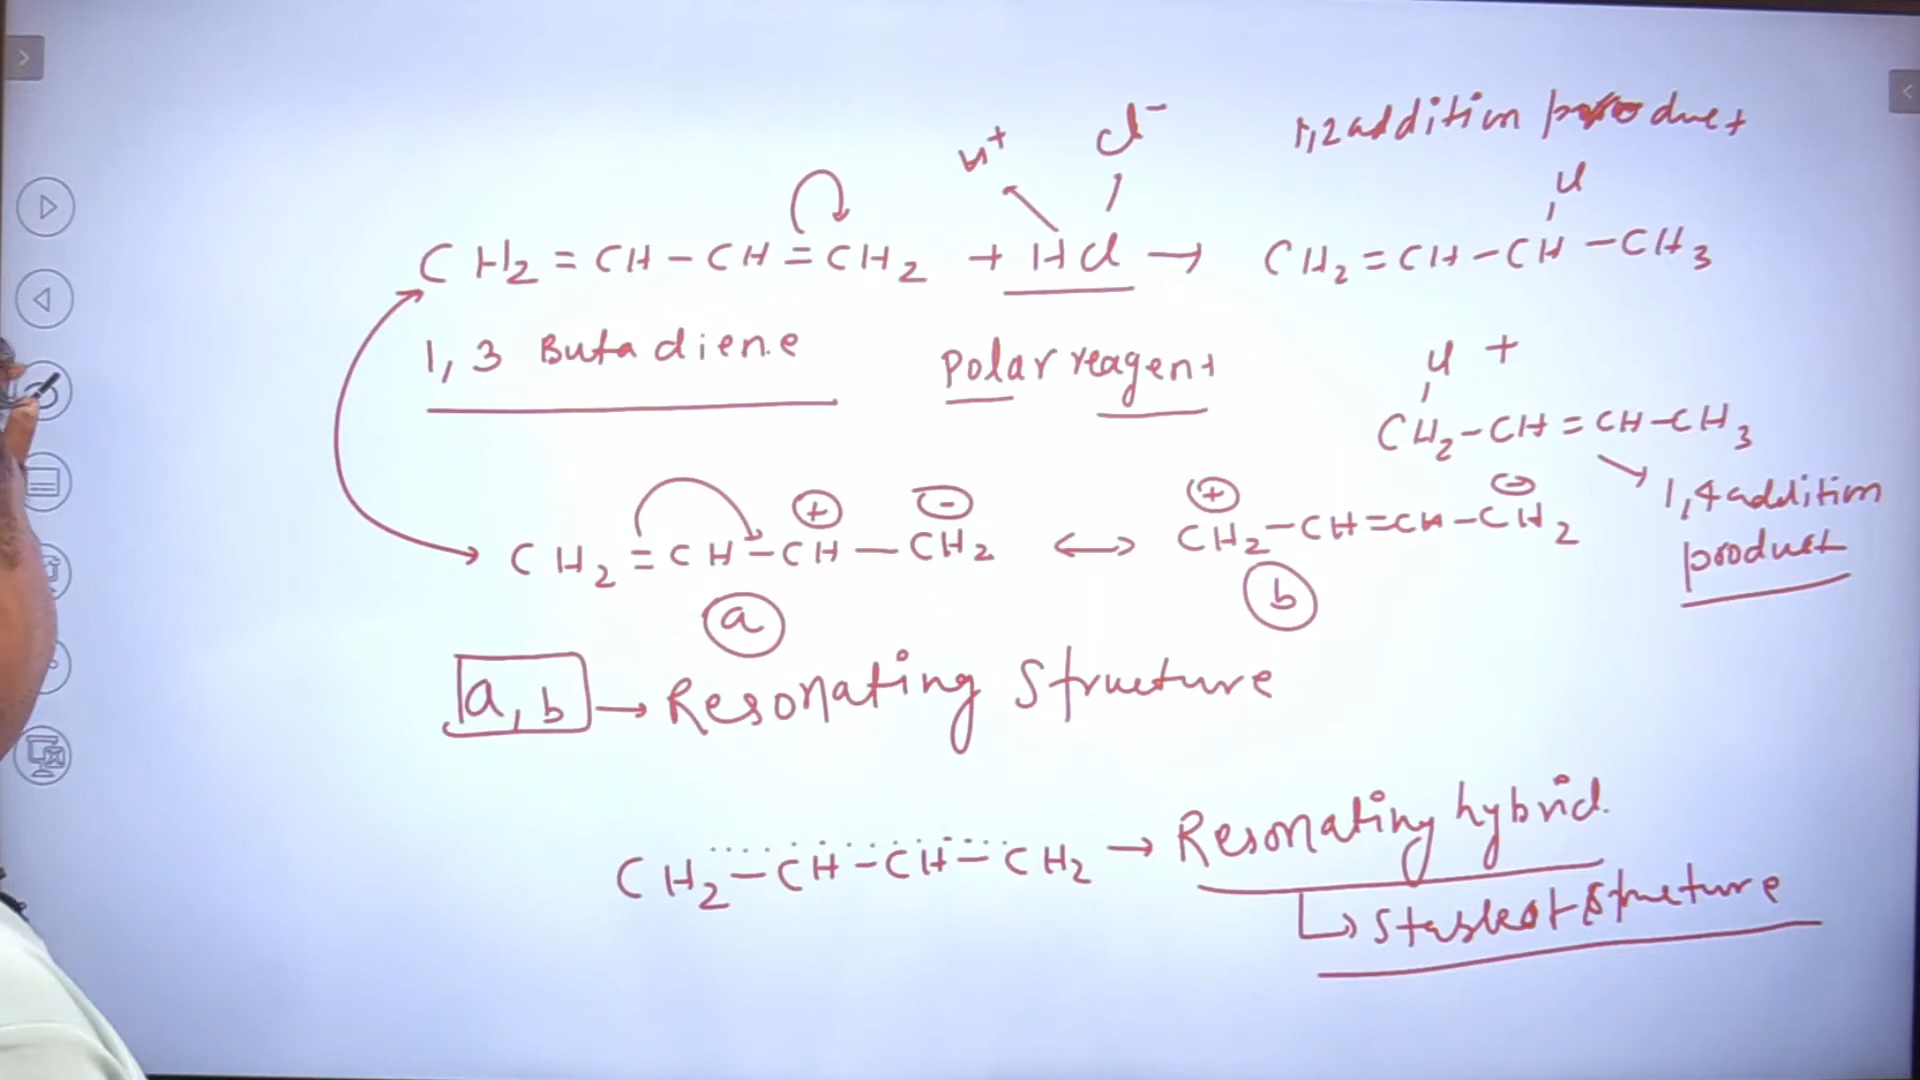 1,2 addition product
H⁺ Cl⁻
Cl
CH₂=CH-CH=CH₂ + HCl → CH₂=CH-CH-CH₃
1,3 Butadiene
Polar reagent
Cl +
CH₂-CH=CH-CH₃
1,4 addition
product
⊕ ⊖ ⊕ ⊖
CH₂=CH-CH-CH₂ ↔ CH₂-CH=CH-CH₂
a b
a, b → Resonating Structure
CH₂-CH-CH-CH₂ → Resonating hybrid.
↳ Stablest structure